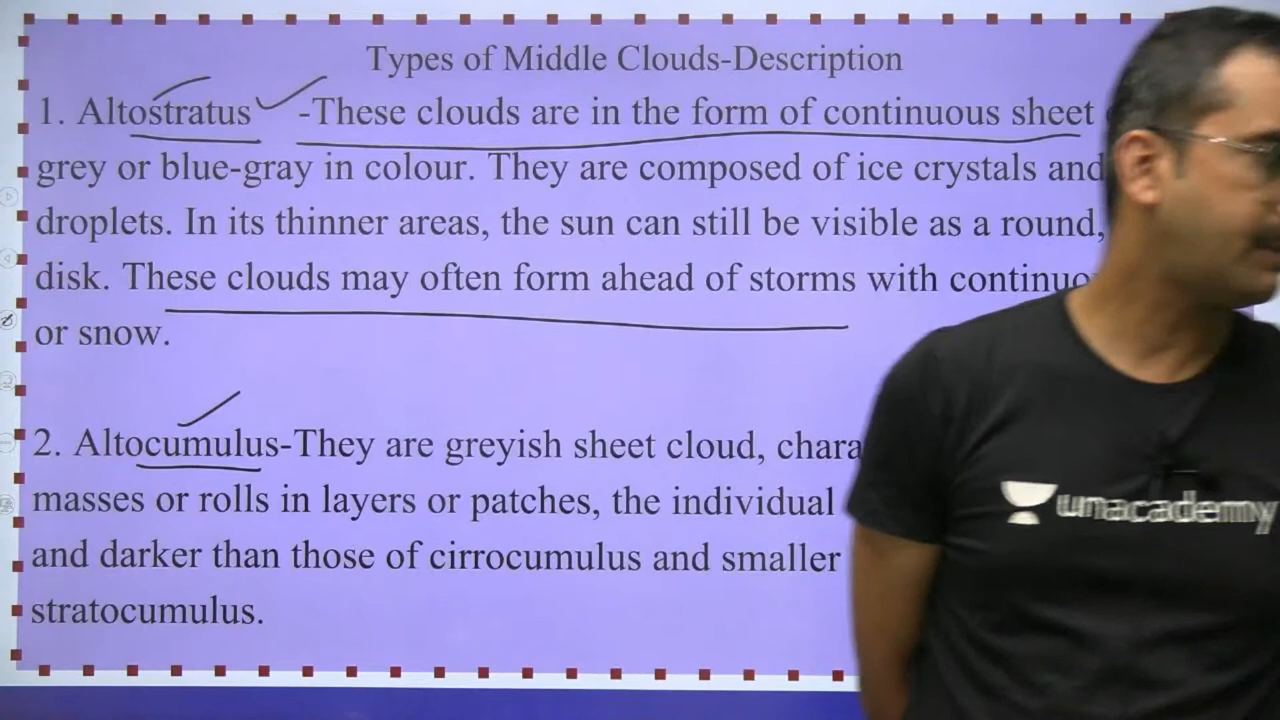 Types of Middle Clouds-Description
1. Altostratus -These clouds are in the form of continuous sheet
grey or blue-gray in colour. They are composed of ice crystals and
droplets. In its thinner areas, the sun can still be visible as a round,
disk. These clouds may often form ahead of storms with
or snow.
2. Altocumulus-They are greyish sheet cloud,
masses or rolls in layers or patches, the individual
and darker than those of cirrocumulus and smaller
stratocumulus.
unacademy